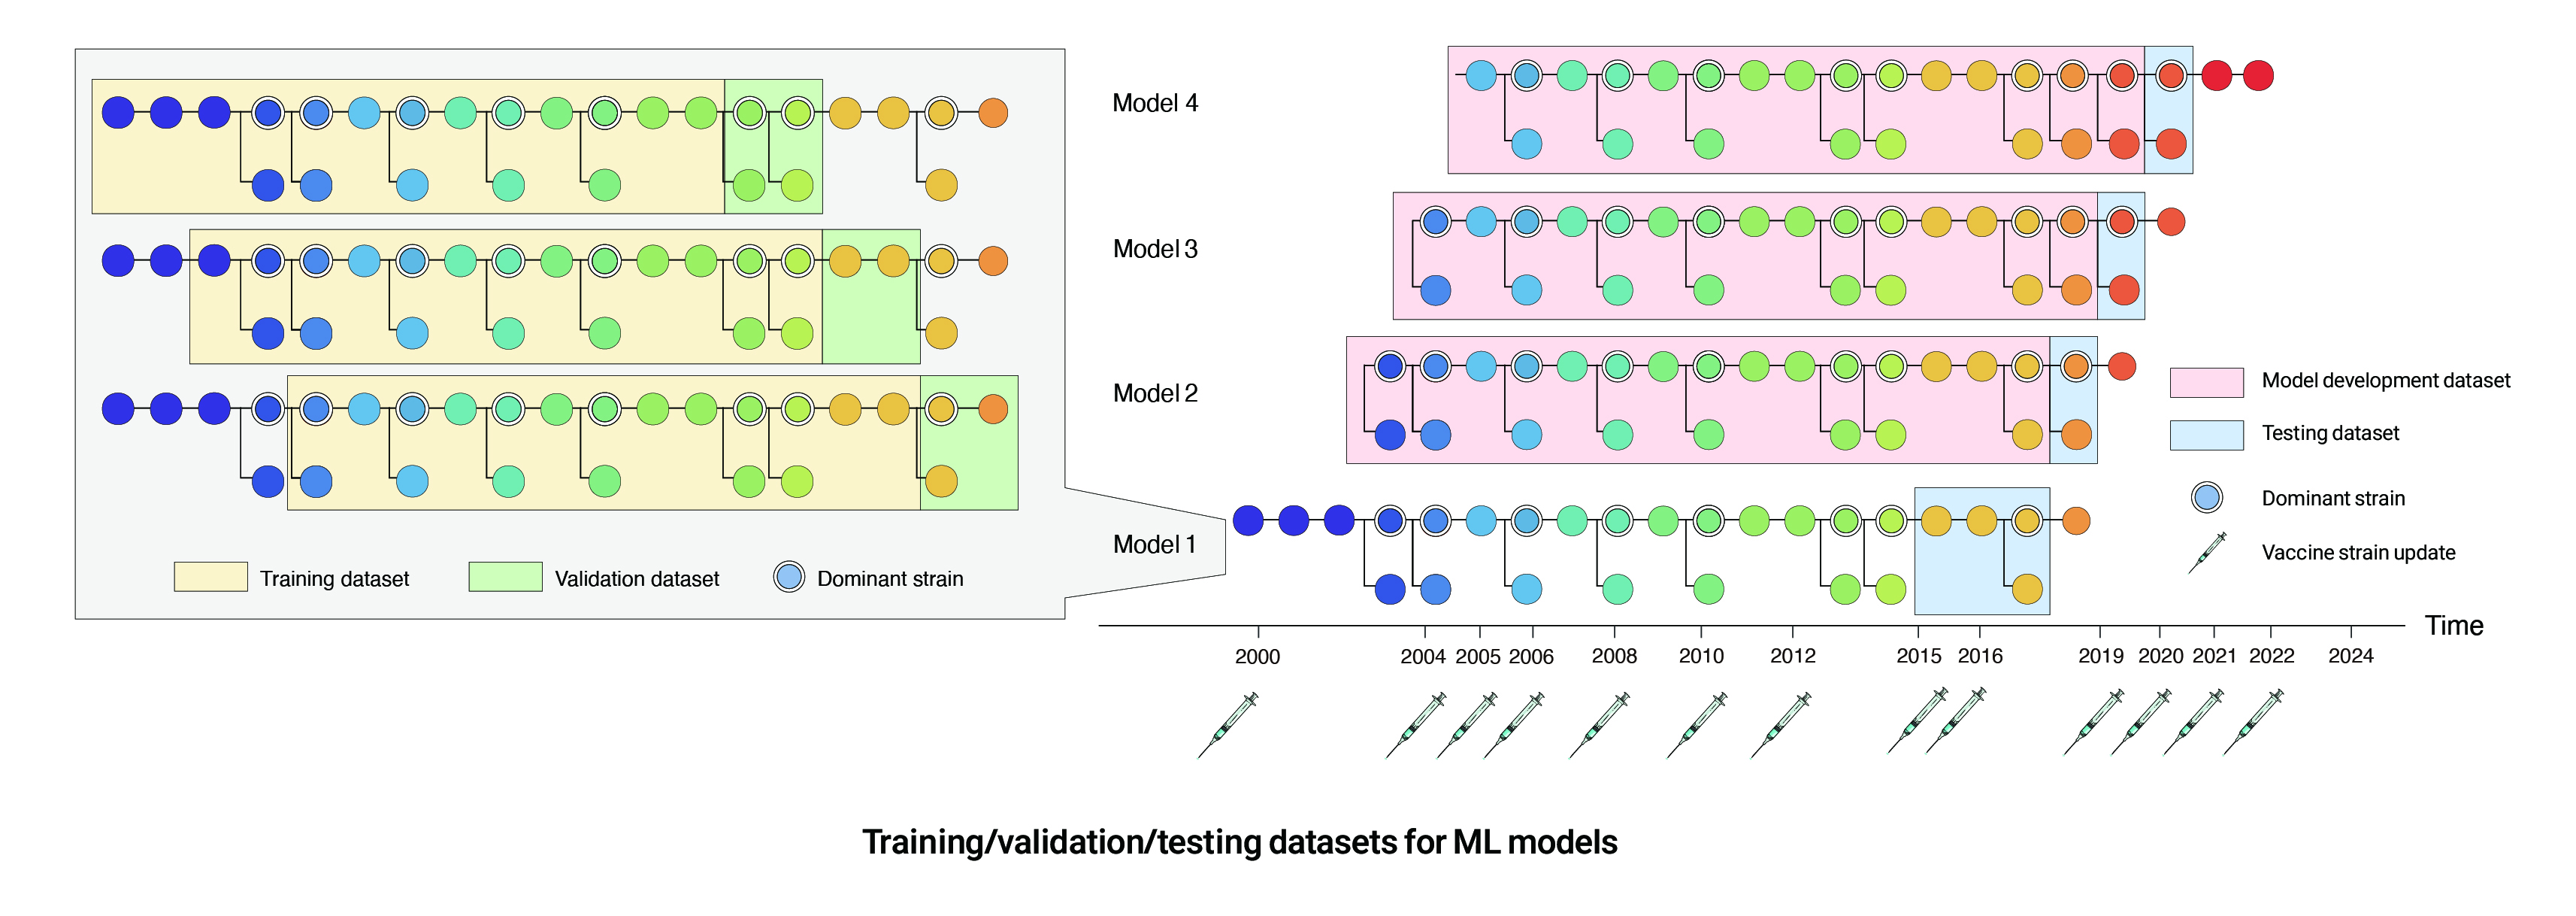 Model 4
Model 3
Model 2
Model 1
Training dataset
Validation dataset
Dominant strain
Model development dataset
Testing dataset
Dominant strain
Vaccine strain update
Time
2000 2004 2005 2006 2008 2010 2012 2015 2016 2019 2020 2021 2022 2024
Training/validation/testing datasets for ML models